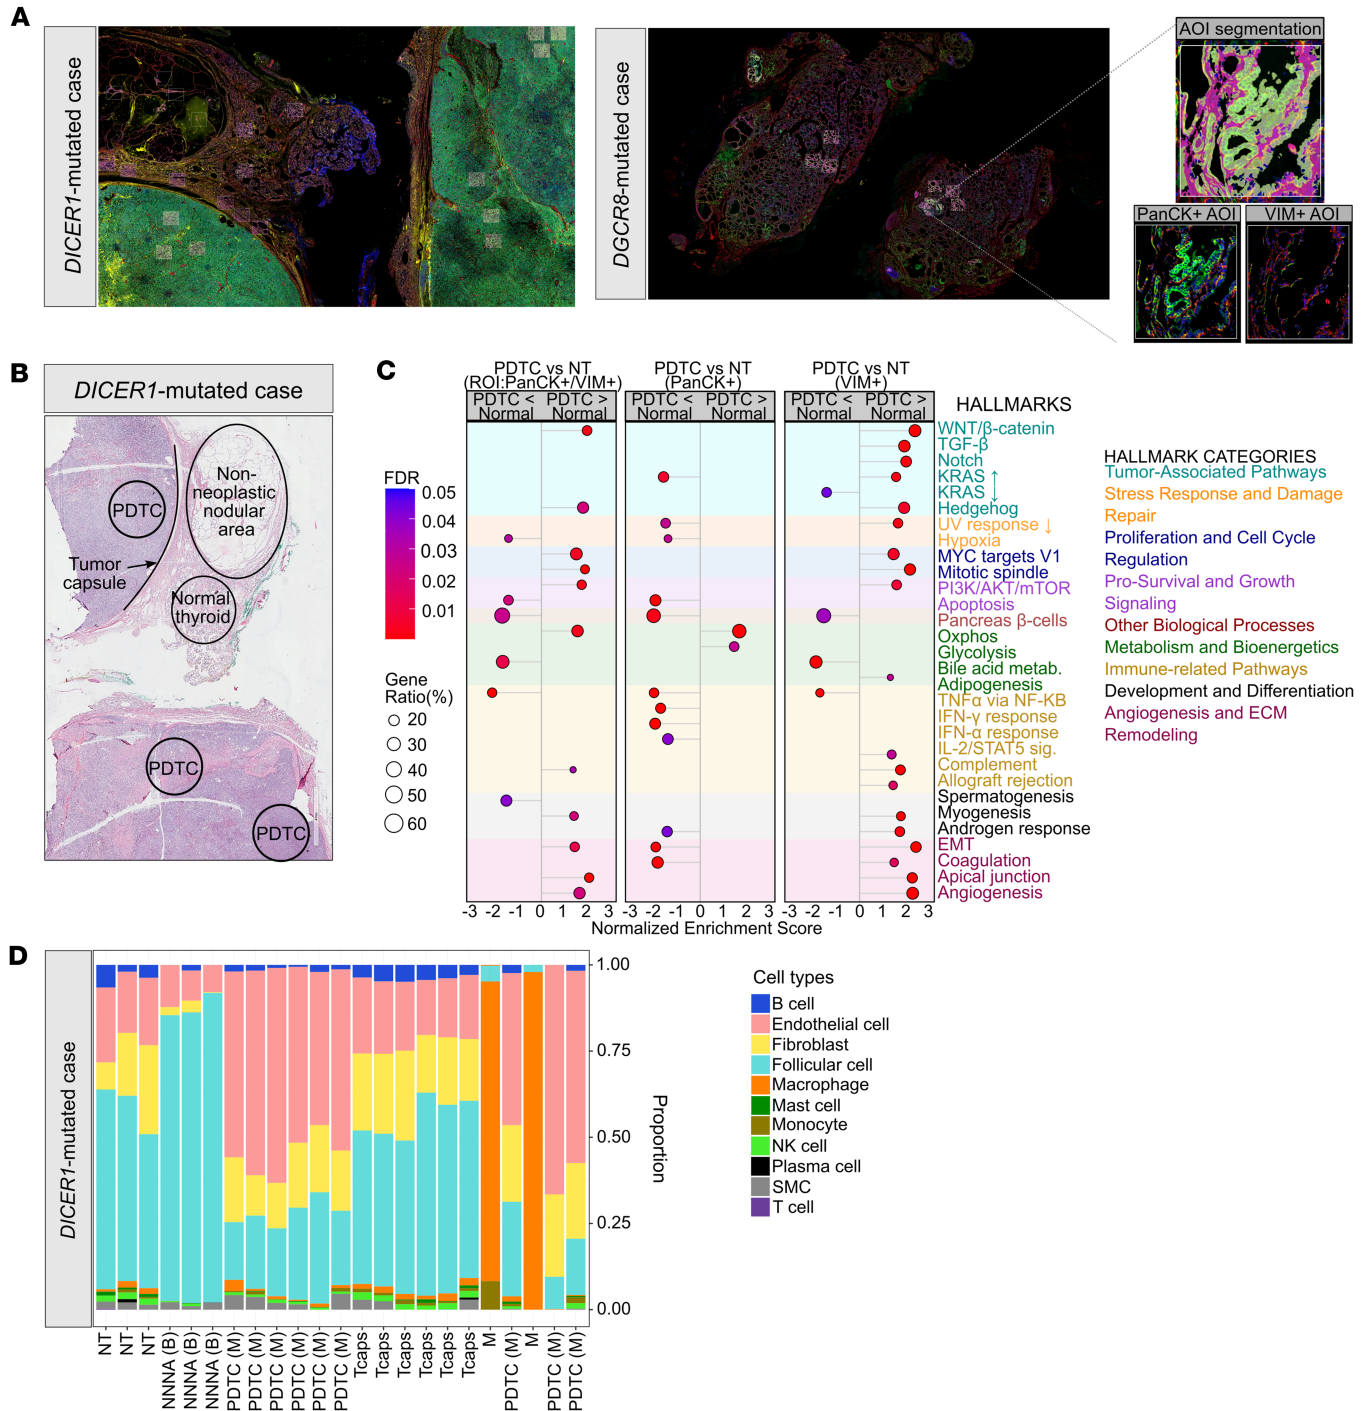 A
DICER1-mutated case
DGCR8-mutated case
AOI segmentation
PanCK+ AOI
VIM+ AOI
B
DICER1-mutated case
PDTC
Non-
neoplastic
nodular
area
Tumor
capsule
Normal
thyroid
PDTC
PDTC
C
PDTC vs NT
(ROI:PanCK+/VIM+)
PDTC vs NT
(PanCK+)
PDTC vs NT
(VIM+)
PDTC <
Normal
PDTC >
Normal
PDTC <
Normal
PDTC >
Normal
PDTC <
Normal
PDTC >
Normal
HALLMARKS
WNT/β-catenin
TGF-β
Notch
KRAS ↑
KRAS ↓
Hedgehog
UV response ↓
Hypoxia
MYC targets V1
Mitotic spindle
PI3K/AKT/mTOR
Apoptosis
Pancreas β-cells
Oxphos
Glycolysis
Bile acid metab.
Adipogenesis
TNFα via NF-KB
IFN-γ response
IFN-α response
IL-2/STAT5 sig.
Complement
Allograft rejection
Spermatogenesis
Myogenesis
Androgen response
EMT
Coagulation
Apical junction
Angiogenesis
FDR
0.05
0.04
0.03
0.02
0.01
Gene
Ratio(%)
20
30
40
50
60
-3 -2 -1 0 1 2 3
-3 -2 -1 0 1 2 3
-3 -2 -1 0 1 2 3
Normalized Enrichment Score
HALLMARK CATEGORIES
Tumor-Associated Pathways
Stress Response and Damage
Repair
Proliferation and Cell Cycle
Regulation
Pro-Survival and Growth
Signaling
Other Biological Processes
Metabolism and Bioenergetics
Immune-related Pathways
Development and Differentiation
Angiogenesis and ECM
Remodeling
D
DICER1-mutated case
1.00
0.75
0.50
0.25
0.00
Proportion
NT
NT
NT
NNNA (B)
NNNA (B)
NNNA (B)
PDTC (M)
PDTC (M)
PDTC (M)
PDTC (M)
PDTC (M)
PDTC (M)
Tcaps
Tcaps
Tcaps
Tcaps
Tcaps
Tcaps
M
PDTC (M)
M
PDTC (M)
PDTC (M)
Cell types
B cell
Endothelial cell
Fibroblast
Follicular cell
Macrophage
Mast cell
Monocyte
NK cell
Plasma cell
SMC
T cell